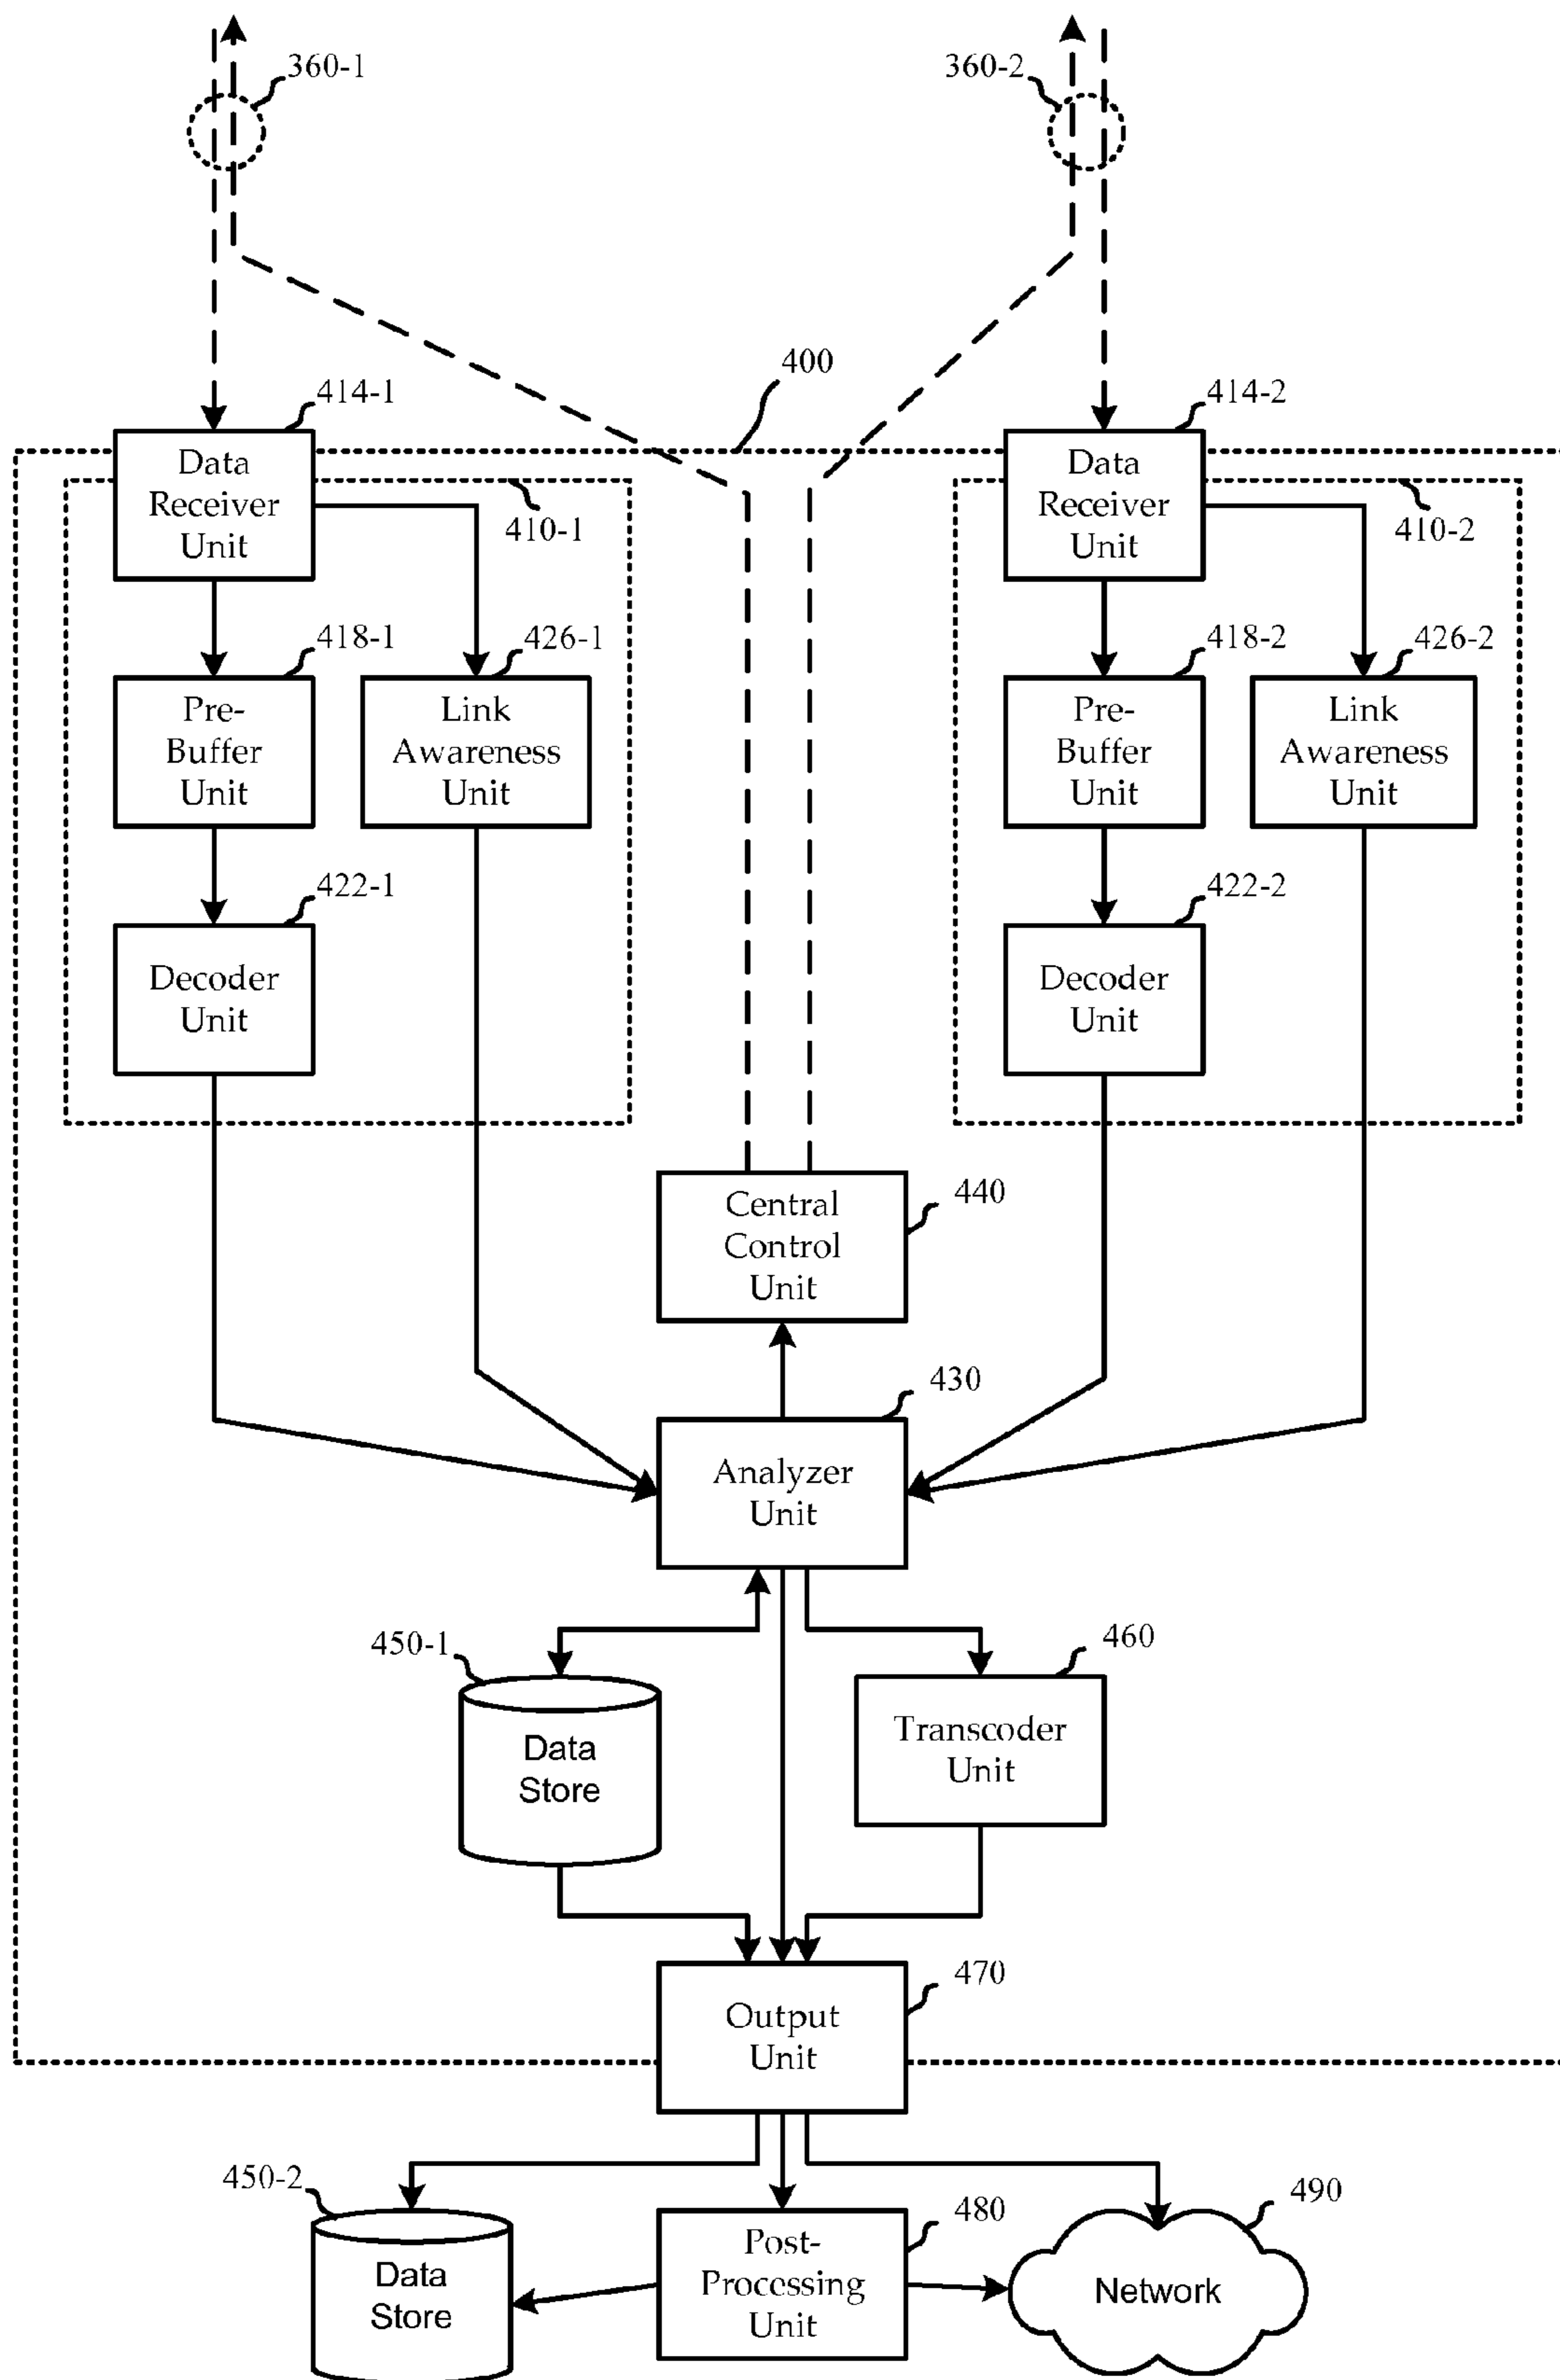 360-1
360-2
400
414-1
414-2
Data
Receiver
Unit
Data
Receiver
Unit
410-1
410-2
418-1
426-1
418-2
426-2
Pre-
Buffer
Unit
Link
Awareness
Unit
Pre-
Buffer
Unit
Link
Awareness
Unit
422-1
422-2
Decoder
Unit
Decoder
Unit
Central
Control
Unit
440
430
Analyzer
Unit
450-1
460
Data
Store
Transcoder
Unit
470
Output
Unit
450-2
480
490
Data
Store
Post-
Processing
Unit
Network